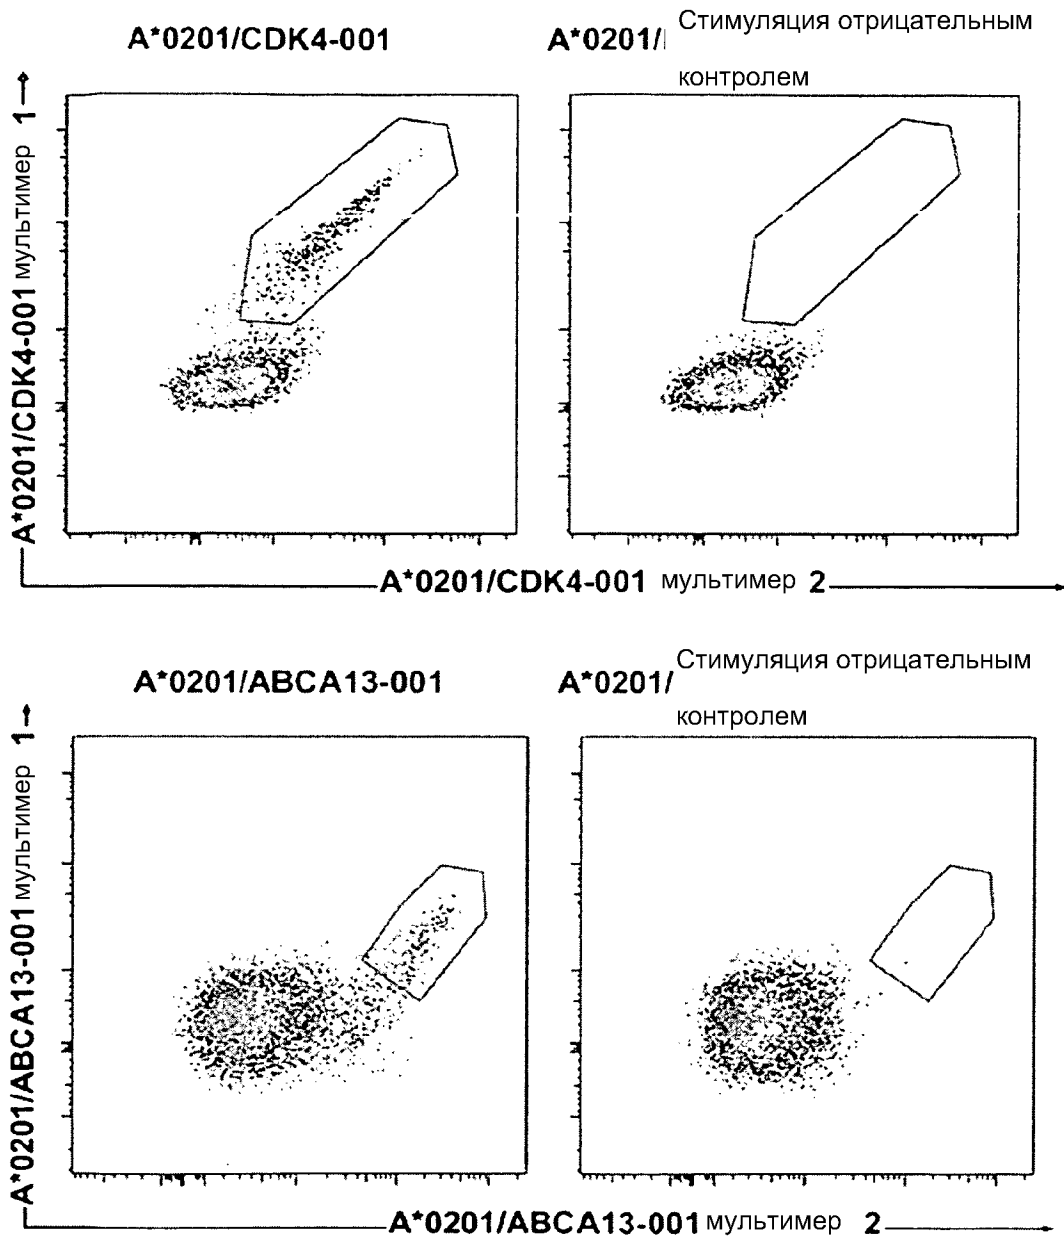 A*0201/CDK4-001
A*0201/ Стимуляция отрицательным
контролем
A*0201/CDK4-001 мультимер 1
A*0201/CDK4-001 мультимер 2
A*0201/ABCA13-001
A*0201/ Стимуляция отрицательным
контролем
A*0201/ABCA13-001 мультимер 1
A*0201/ABCA13-001 мультимер 2